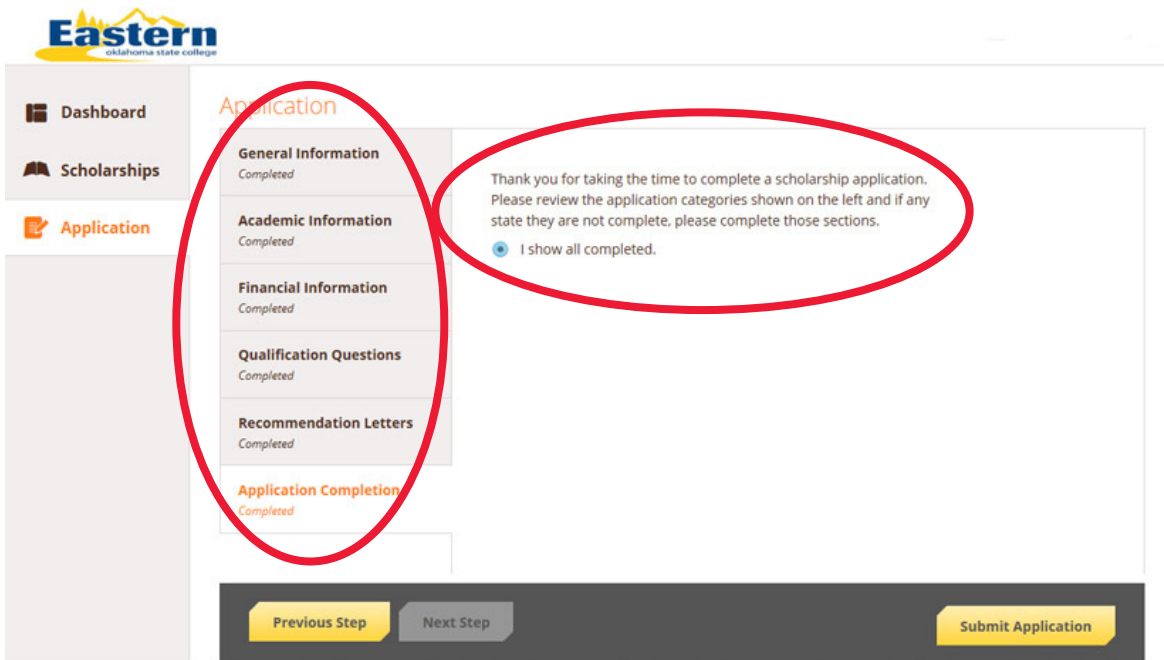 Eastern
oklahoma state college
Dashboard
Scholarships
Application
Application
General Information
Completed
Academic Information
Completed
Financial Information
Completed
Qualification Questions
Completed
Recommendation Letters
Completed
Application Completion
Completed
Thank you for taking the time to complete a scholarship application.
Please review the application categories shown on the left and if any
state they are not complete, please complete those sections.
I show all completed.
Previous Step
Next Step
Submit Application